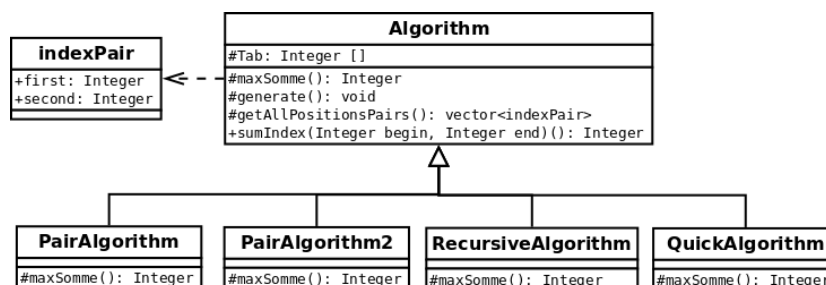 Algorithm
indexPair
#Tab: Integer []
+first: Integer
+second: Integer
#maxSomme(): Integer
#generate(): void
#getAllPositionsPairs(): vector<indexPair>
+sumIndex(Integer begin, Integer end)(): Integer
PairAlgorithm
PairAlgorithm2
RecursiveAlgorithm
QuickAlgorithm
#maxSomme(): Integer
#maxSomme(): Integer
#maxSomme(): Integer
#maxSomme(): Integer